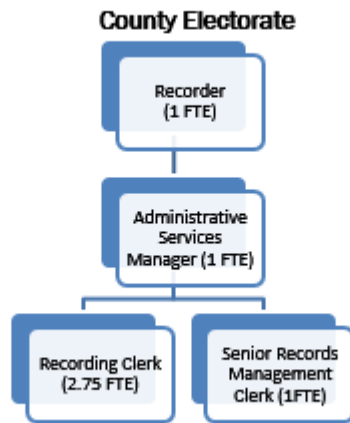 County Electorate
Recorder
(1 FTE)
Administrative
Services
Manager (1 FTE)
Recording Clerk
(2.75 FTE)
Senior Records
Management
Clerk (1FTE)